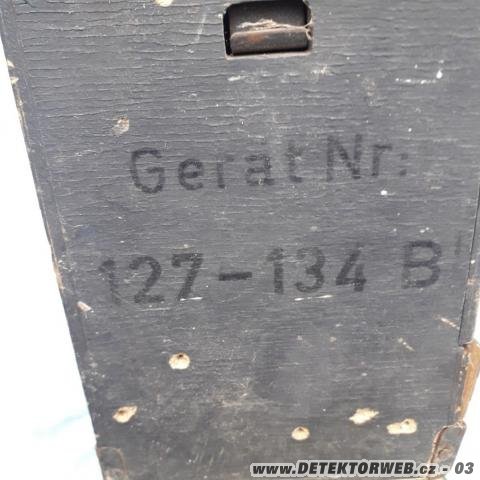 Gerät Nr:
127-134 B
www.DETEKTORWEB.cz - 03